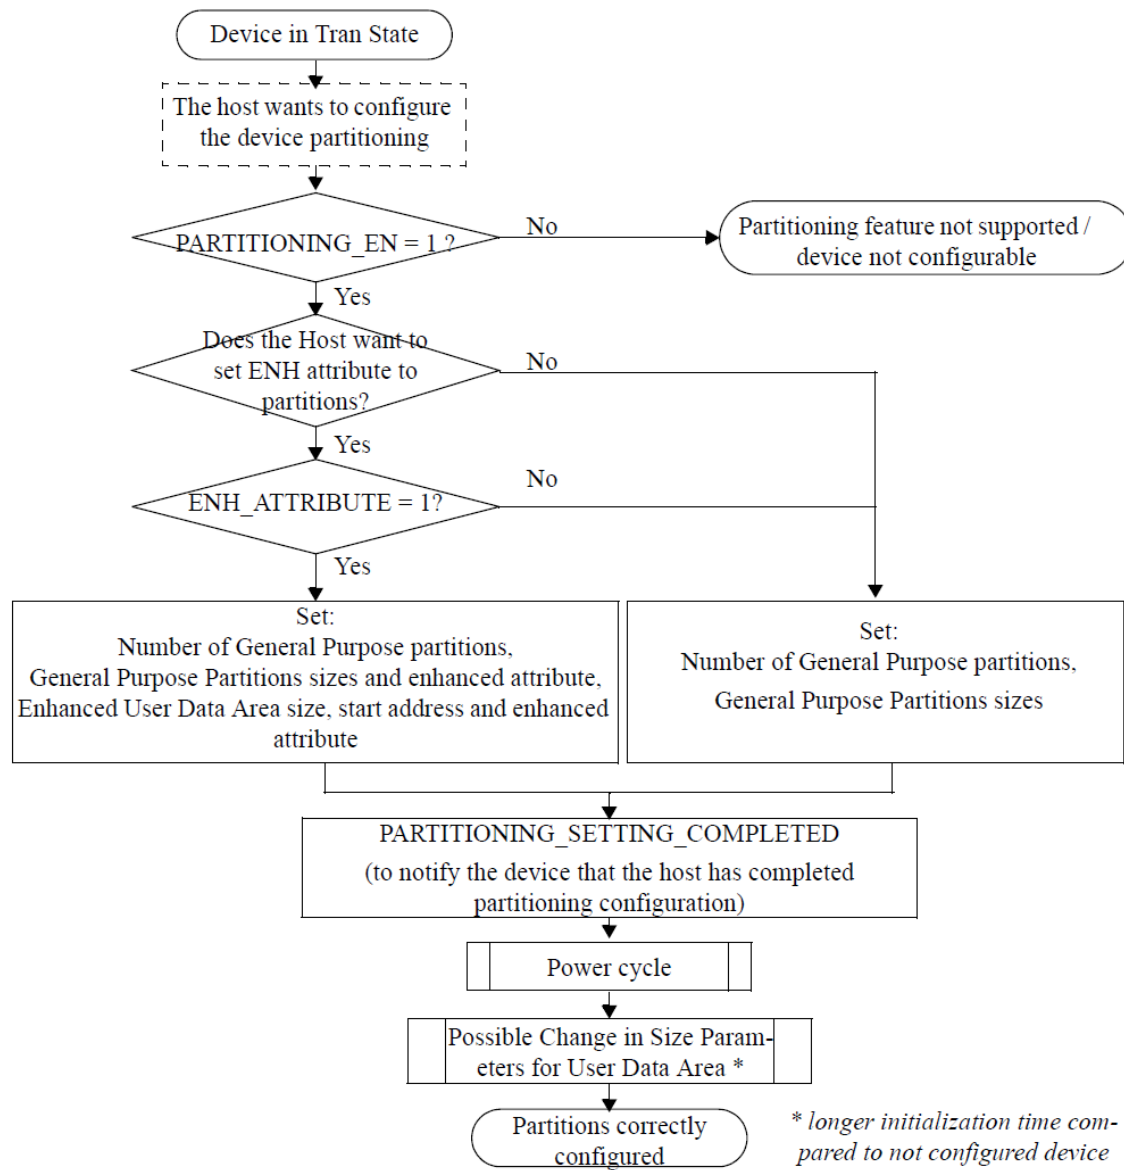 Device in Tran State
The host wants to configure
the device partitioning
PARTITIONING_EN = 1 ?
No
Partitioning feature not supported /
device not configurable
Yes
Does the Host want to
set ENH attribute to
partitions?
No
Yes
ENH_ATTRIBUTE = 1?
No
Yes
Set:
Number of General Purpose partitions,
General Purpose Partitions sizes and enhanced attribute,
Enhanced User Data Area size, start address and enhanced
attribute
Set:
Number of General Purpose partitions,
General Purpose Partitions sizes
PARTITIONING_SETTING_COMPLETED
(to notify the device that the host has completed
partitioning configuration)
Power cycle
Possible Change in Size Param-
eters for User Data Area *
Partitions correctly
configured
* longer initialization time com-
pared to not configured device